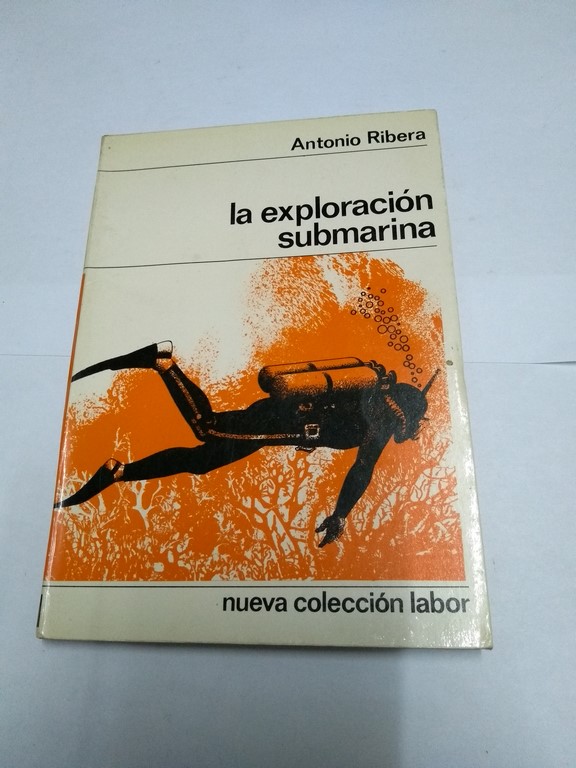 Antonio Ribera
la exploración
submarina
nueva colección labor